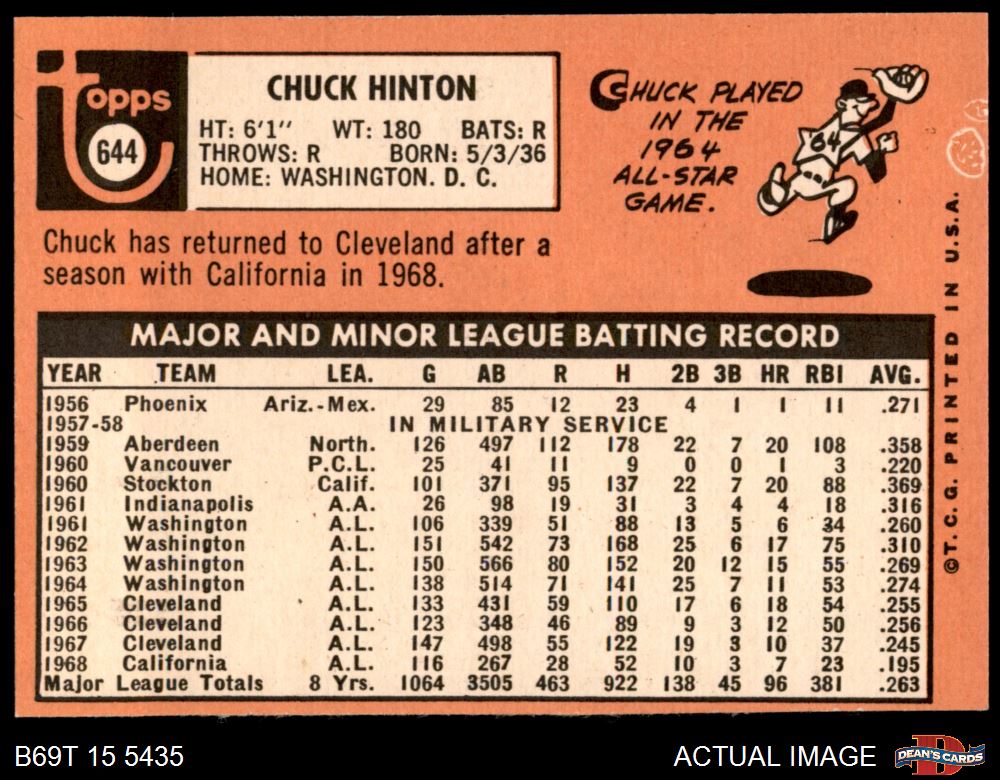 Topps
644
CHUCK HINTON
HT: 6'1" WT: 180 BATS: R
THROWS: R BORN: 5/3/36
HOME: WASHINGTON. D. C.
CHUCK PLAYED
IN THE
1964
ALL-STAR
GAME.
64
Chuck has returned to Cleveland after a
season with California in 1968.
MAJOR AND MINOR LEAGUE BATTING RECORD
YEAR TEAM LEA. G AB R H 2B 3B HR RBI AVG.
1956 Phoenix Ariz.-Mex. 29 85 12 23 4 1 1 11 .271
1957-58 IN MILITARY SERVICE
1959 Aberdeen North. 126 497 112 178 22 7 20 108 .358
1960 Vancouver P.C.L. 25 41 11 9 0 0 1 3 .220
1960 Stockton Calif. 101 371 95 137 22 7 20 88 .369
1961 Indianapolis A.A. 26 98 19 31 3 4 4 18 .316
1961 Washington A.L. 106 339 51 88 13 5 6 34 .260
1962 Washington A.L. 151 542 73 168 25 6 17 75 .310
1963 Washington A.L. 150 566 80 152 20 12 15 55 .269
1964 Washington A.L. 138 514 71 141 25 7 11 53 .274
1965 Cleveland A.L. 133 431 59 110 17 6 18 54 .255
1966 Cleveland A.L. 123 348 46 89 9 3 12 50 .256
1967 Cleveland A.L. 147 498 55 122 19 3 10 37 .245
1968 California A.L. 116 267 28 52 10 3 7 23 .195
Major League Totals 8 Yrs. 1064 3505 463 922 138 45 96 381 .263
© T. C. G. PRINTED IN U.S.A.
B69T 15 5435
ACTUAL IMAGE
DEAN'S CARDS